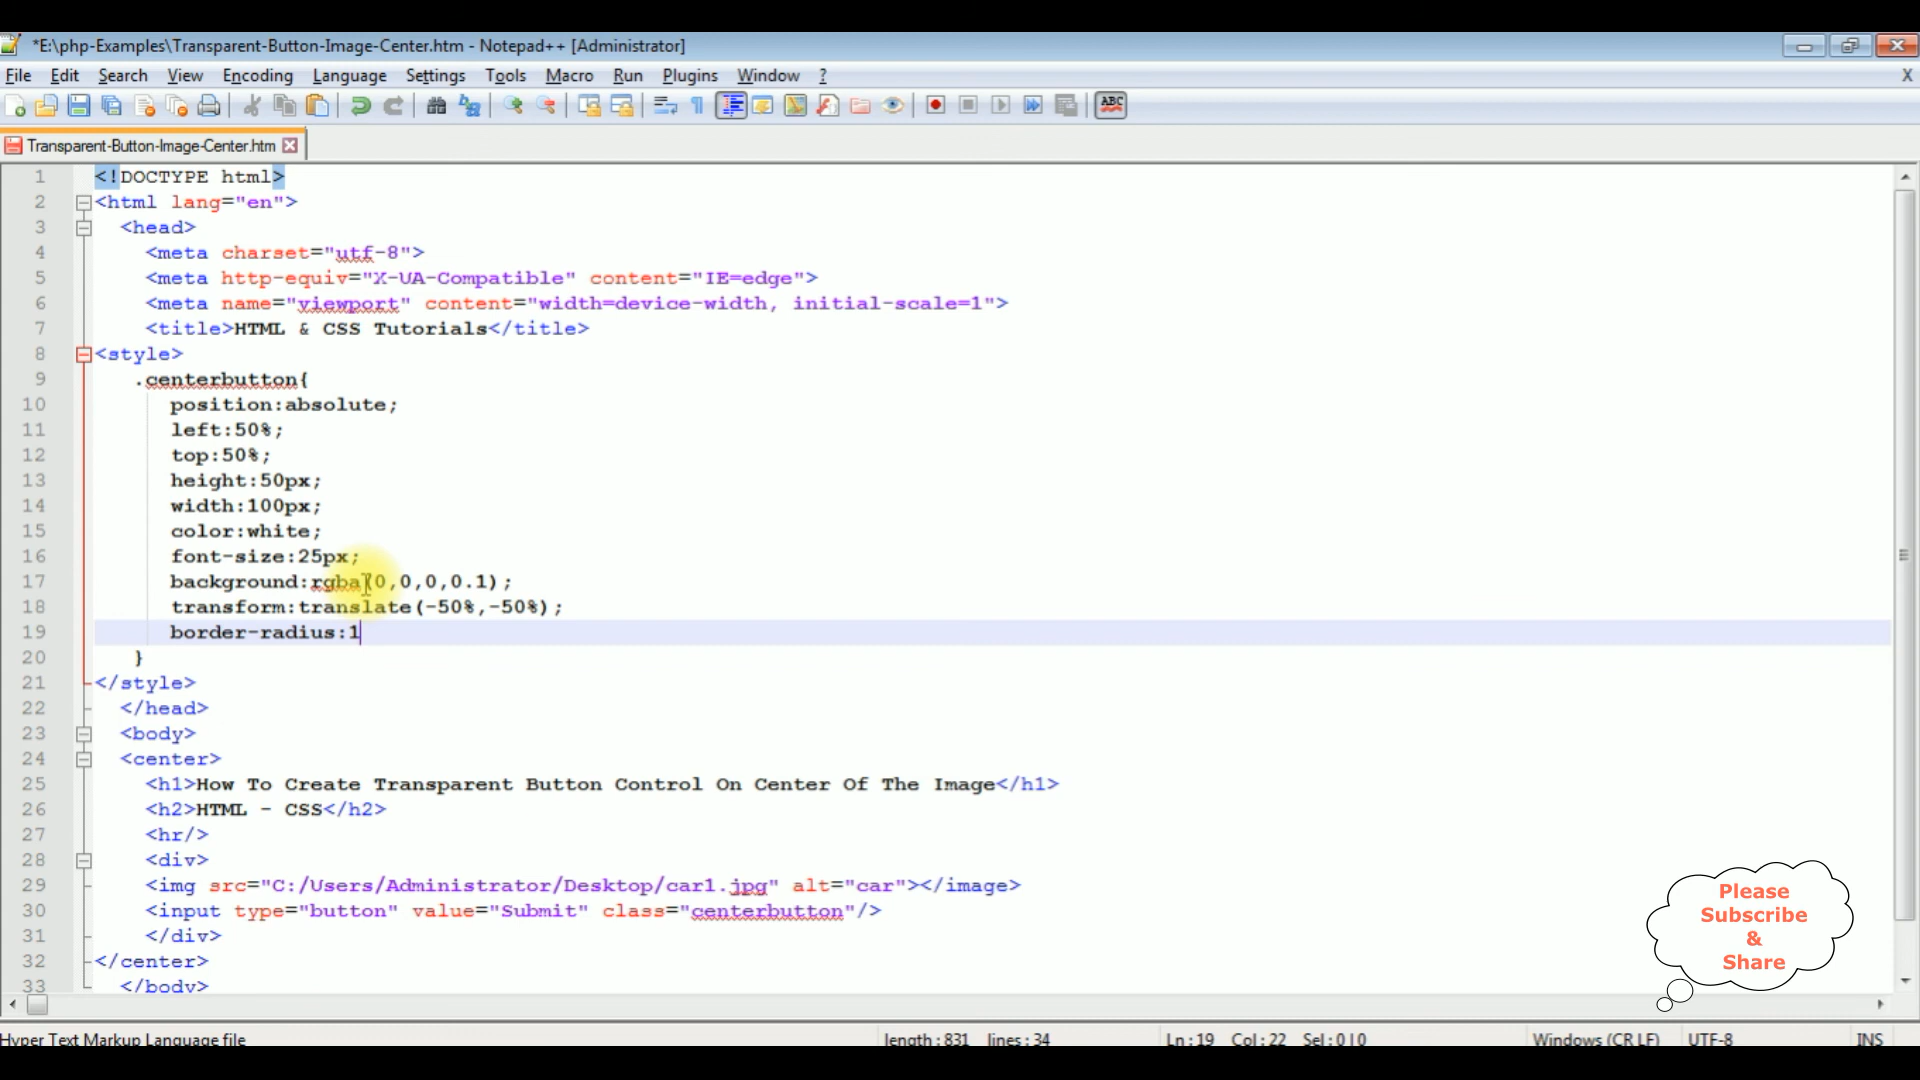 *E:\php-Examples\Transparent-Button-Image-Center.htm - Notepad++ [Administrator]
File Edit Search View Encoding Language Settings Tools Macro Run Plugins Window ? X
ABC
Transparent-Button-Image-Center.htm
1 <!DOCTYPE html>
2 <html lang="en">
3 <head>
4 <meta charset="utf-8">
5 <meta http-equiv="X-UA-Compatible" content="IE=edge">
6 <meta name="viewport" content="width=device-width, initial-scale=1">
7 <title>HTML & CSS Tutorials</title>
8 <style>
9 .centerbutton{
10 position:absolute;
11 left:50%;
12 top:50%;
13 height:50px;
14 width:100px;
15 color:white;
16 font-size:25px;
17 background:rgba(0,0,0,0.1);
18 transform:translate(-50%,-50%);
19 border-radius:1
20 }
21 </style>
22 </head>
23 <body>
24 <center>
25 <h1>How To Create Transparent Button Control On Center Of The Image</h1>
26 <h2>HTML - CSS</h2>
27 <hr/>
28 <div>
29 <img src="C:/Users/Administrator/Desktop/car1.jpg" alt="car"></image>
30 <input type="button" value="Submit" class="centerbutton"/>
31 </div>
32 </center>
33 </body>
Please
Subscribe
&
Share
Hyper Text Markup Language file length : 831 lines : 34 Ln : 19 Col : 22 Sel : 0 | 0 Windows (CR LF) UTF-8 INS